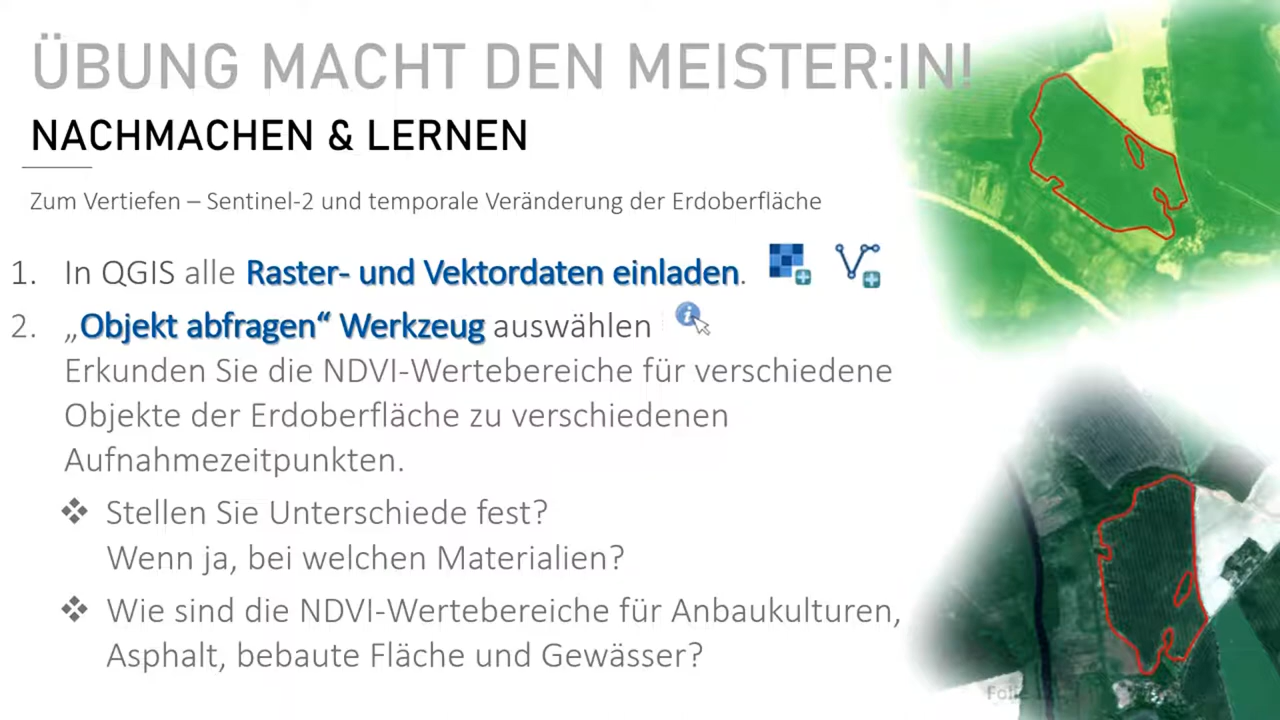 ÜBUNG MACHT DEN MEISTER:IN!
NACHMACHEN & LERNEN
Zum Vertiefen – Sentinel-2 und temporale Veränderung der Erdoberfläche
1. In QGIS alle Raster- und Vektordaten einladen.
2. „Objekt abfragen“ Werkzeug auswählen
Erkunden Sie die NDVI-Wertebereiche für verschiedene
Objekte der Erdoberfläche zu verschiedenen
Aufnahmezeitpunkten.
❖ Stellen Sie Unterschiede fest?
Wenn ja, bei welchen Materialien?
❖ Wie sind die NDVI-Wertebereiche für Anbaukulturen,
Asphalt, bebaute Fläche und Gewässer?